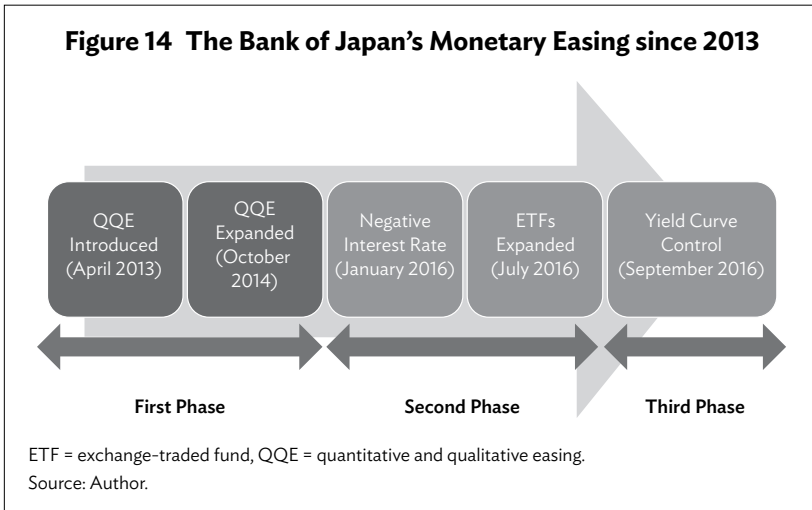 Figure 14 The Bank of Japan’s Monetary Easing since 2013
QQE
Introduced
(April 2013)
QQE
Expanded
(October
2014)
Negative
Interest Rate
(January 2016)
ETFs
Expanded
(July 2016)
Yield Curve
Control
(September 2016)
First Phase
Second Phase
Third Phase
ETF = exchange-traded fund, QQE = quantitative and qualitative easing.
Source: Author.